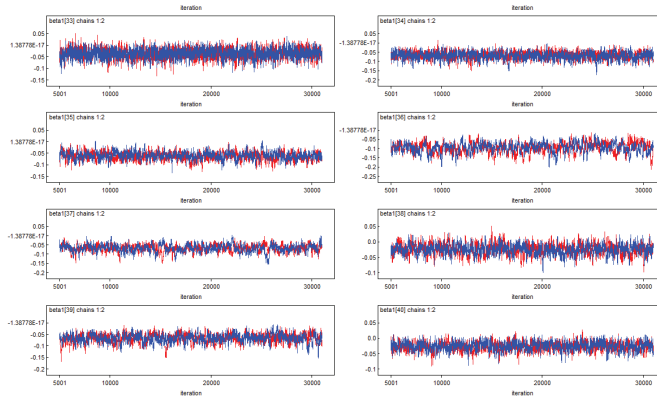 iteration
iteration
beta1[33] chains 1:2
0.05
1.38778E-17
-0.05
-0.1
-0.15
5001
10000
20000
30000
iteration
beta1[34] chains 1:2
0.05
-1.38778E-17
-0.05
-0.1
-0.15
-0.2
5001
10000
20000
30000
iteration
beta1[35] chains 1:2
0.05
1.38778E-17
-0.05
-0.1
-0.15
5001
10000
20000
30000
iteration
beta1[36] chains 1:2
-1.38778E-17
-0.05
-0.1
-0.15
-0.2
-0.25
5001
10000
20000
30000
iteration
beta1[37] chains 1:2
0.05
-1.38778E-17
-0.05
-0.1
-0.15
-0.2
5001
10000
20000
30000
iteration
beta1[38] chains 1:2
0.05
0.0
-0.05
-0.1
5001
10000
20000
30000
iteration
beta1[39] chains 1:2
-1.38778E-17
-0.05
-0.1
-0.15
-0.2
5001
10000
20000
30000
iteration
beta1[40] chains 1:2
0.05
0.0
-0.05
-0.1
5001
10000
20000
30000
iteration